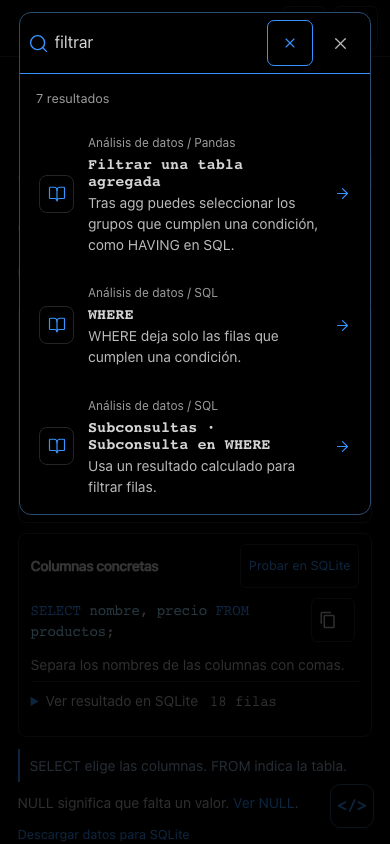 filtrar
7 resultados
Análisis de datos / Pandas
Filtrar una tabla
agregada
Tras agg puedes seleccionar los
grupos que cumplen una condición,
como HAVING en SQL.
Análisis de datos / SQL
WHERE
WHERE deja solo las filas que
cumplen una condición.
Análisis de datos / SQL
Subconsultas ·
Subconsulta en WHERE
Usa un resultado calculado para
filtrar filas.
Columnas concretas
Probar en SQLite
SELECT nombre, precio FROM
productos;
Separa los nombres de las columnas con comas.
Ver resultado en SQLite 18 filas
SELECT elige las columnas. FROM indica la tabla.
NULL significa que falta un valor. Ver NULL.
</>
Descargar datos para SQLite